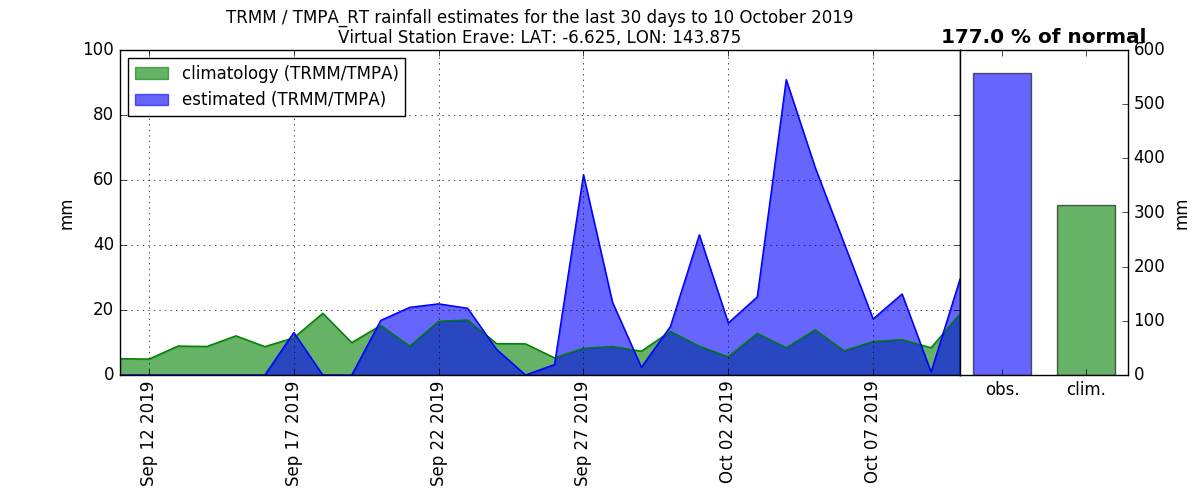 TRMM / TMPA_RT rainfall estimates for the last 30 days to 10 October 2019
Virtual Station Erave: LAT: -6.625, LON: 143.875
177.0 % of normal
climatology (TRMM/TMPA)
estimated (TRMM/TMPA)
100
80
60
40
20
0
mm
Sep 12 2019
Sep 17 2019
Sep 22 2019
Sep 27 2019
Oct 02 2019
Oct 07 2019
600
500
400
300
200
100
0
mm
obs.
clim.